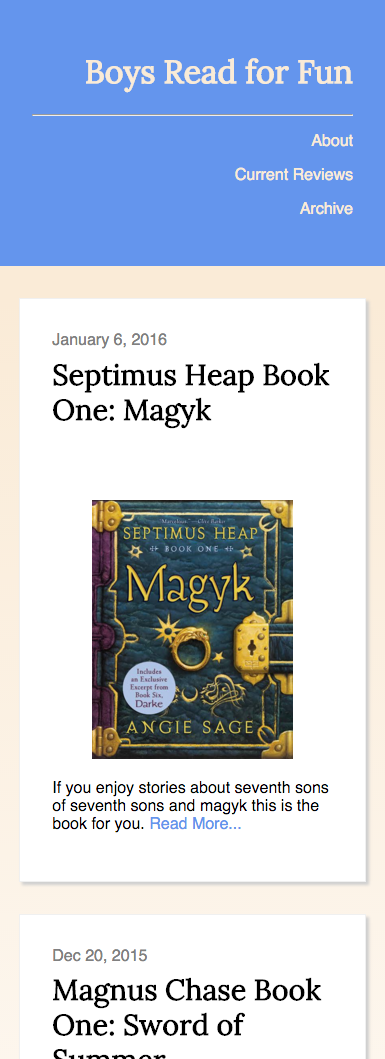 Boys Read for Fun
About
Current Reviews
Archive
January 6, 2016
Septimus Heap Book
One: Magyk
SEPTIMUS HEAP
BOOK ONE
Magyk
Includes
an Exclusive
Excerpt from
Book Six,
Darke
ANGIE SAGE
If you enjoy stories about seventh sons
of seventh sons and magyk this is the
book for you. Read More...
Dec 20, 2015
Magnus Chase Book
One: Sword of
Summer